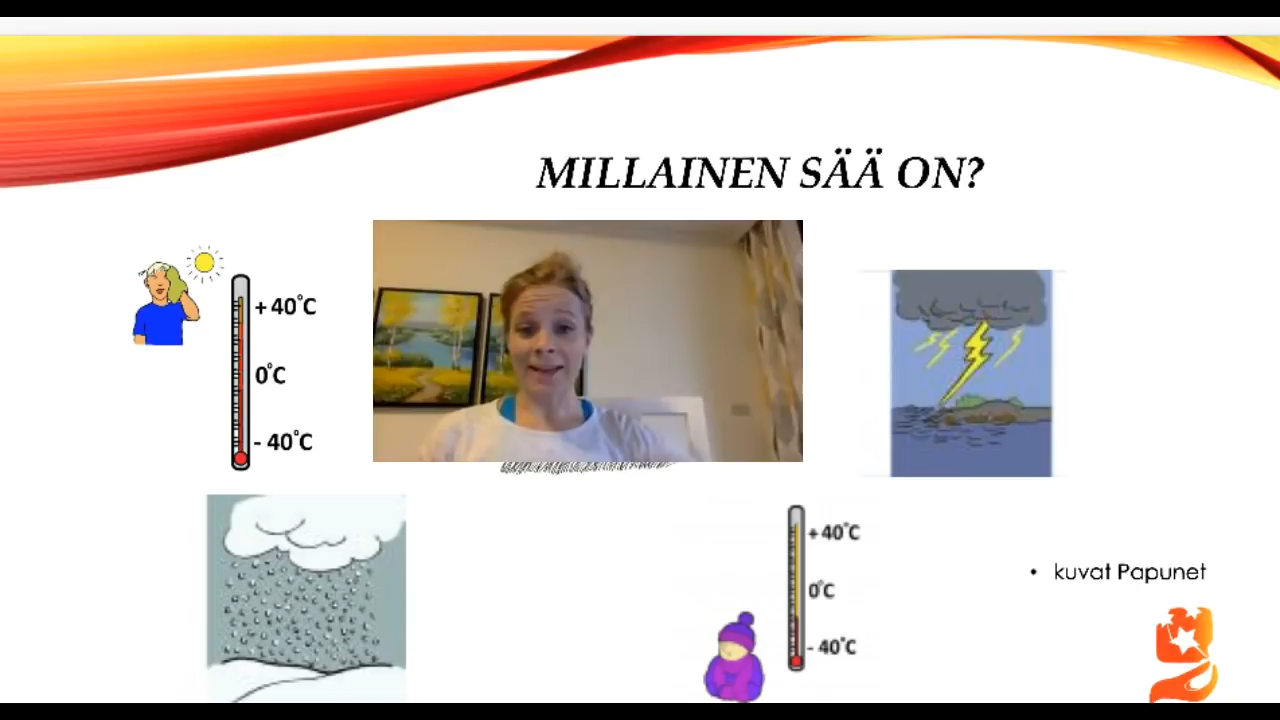 MILLAINEN SÄÄ ON?
+ 40°C
0°C
- 40°C
+ 40°C
0°C
- 40°C
• kuvat Papunet